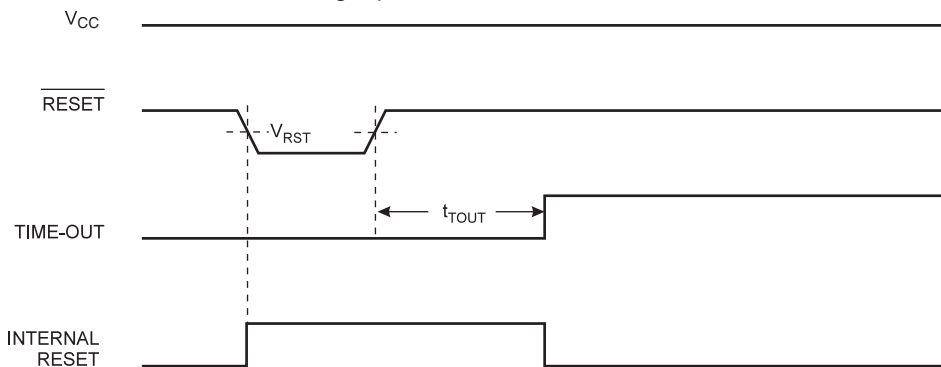 VCC
RESET
VRST
tTOUT
TIME-OUT
INTERNAL
RESET